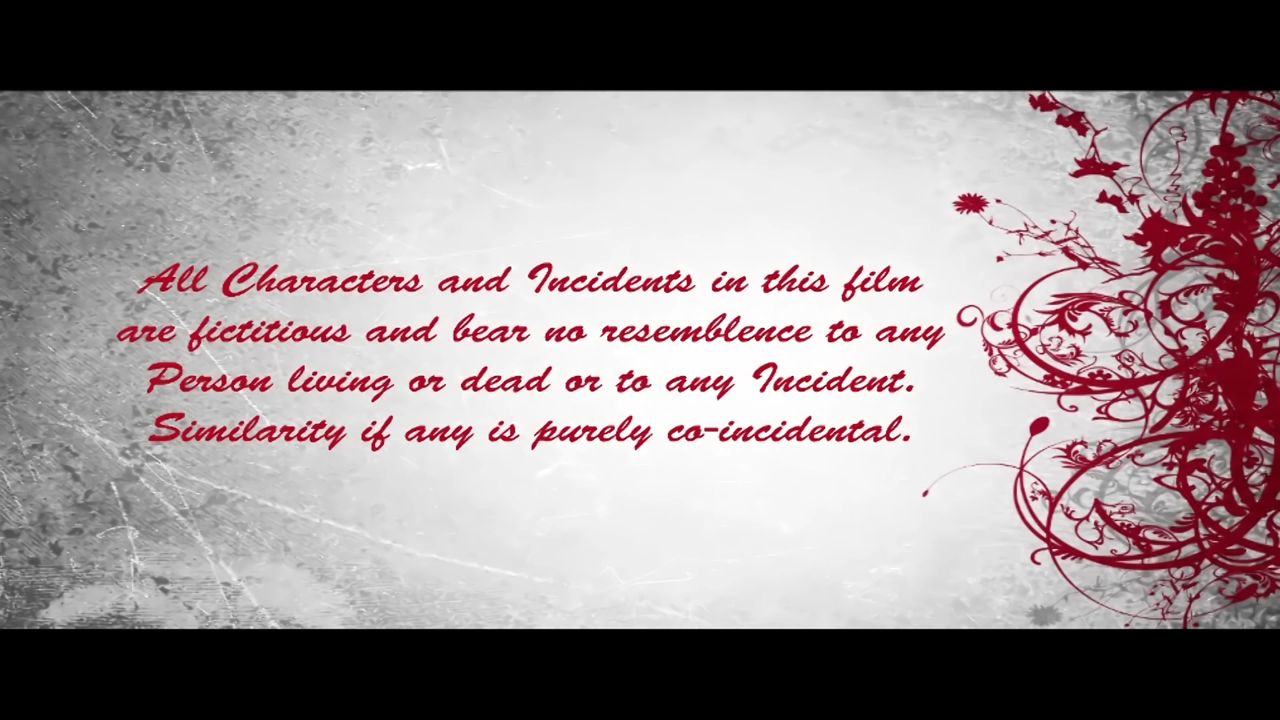 All Characters and Incidents in this film
are fictitious and bear no resemblence to any
Person living or dead or to any Incident.
Similarity if any is purely co-incidental.